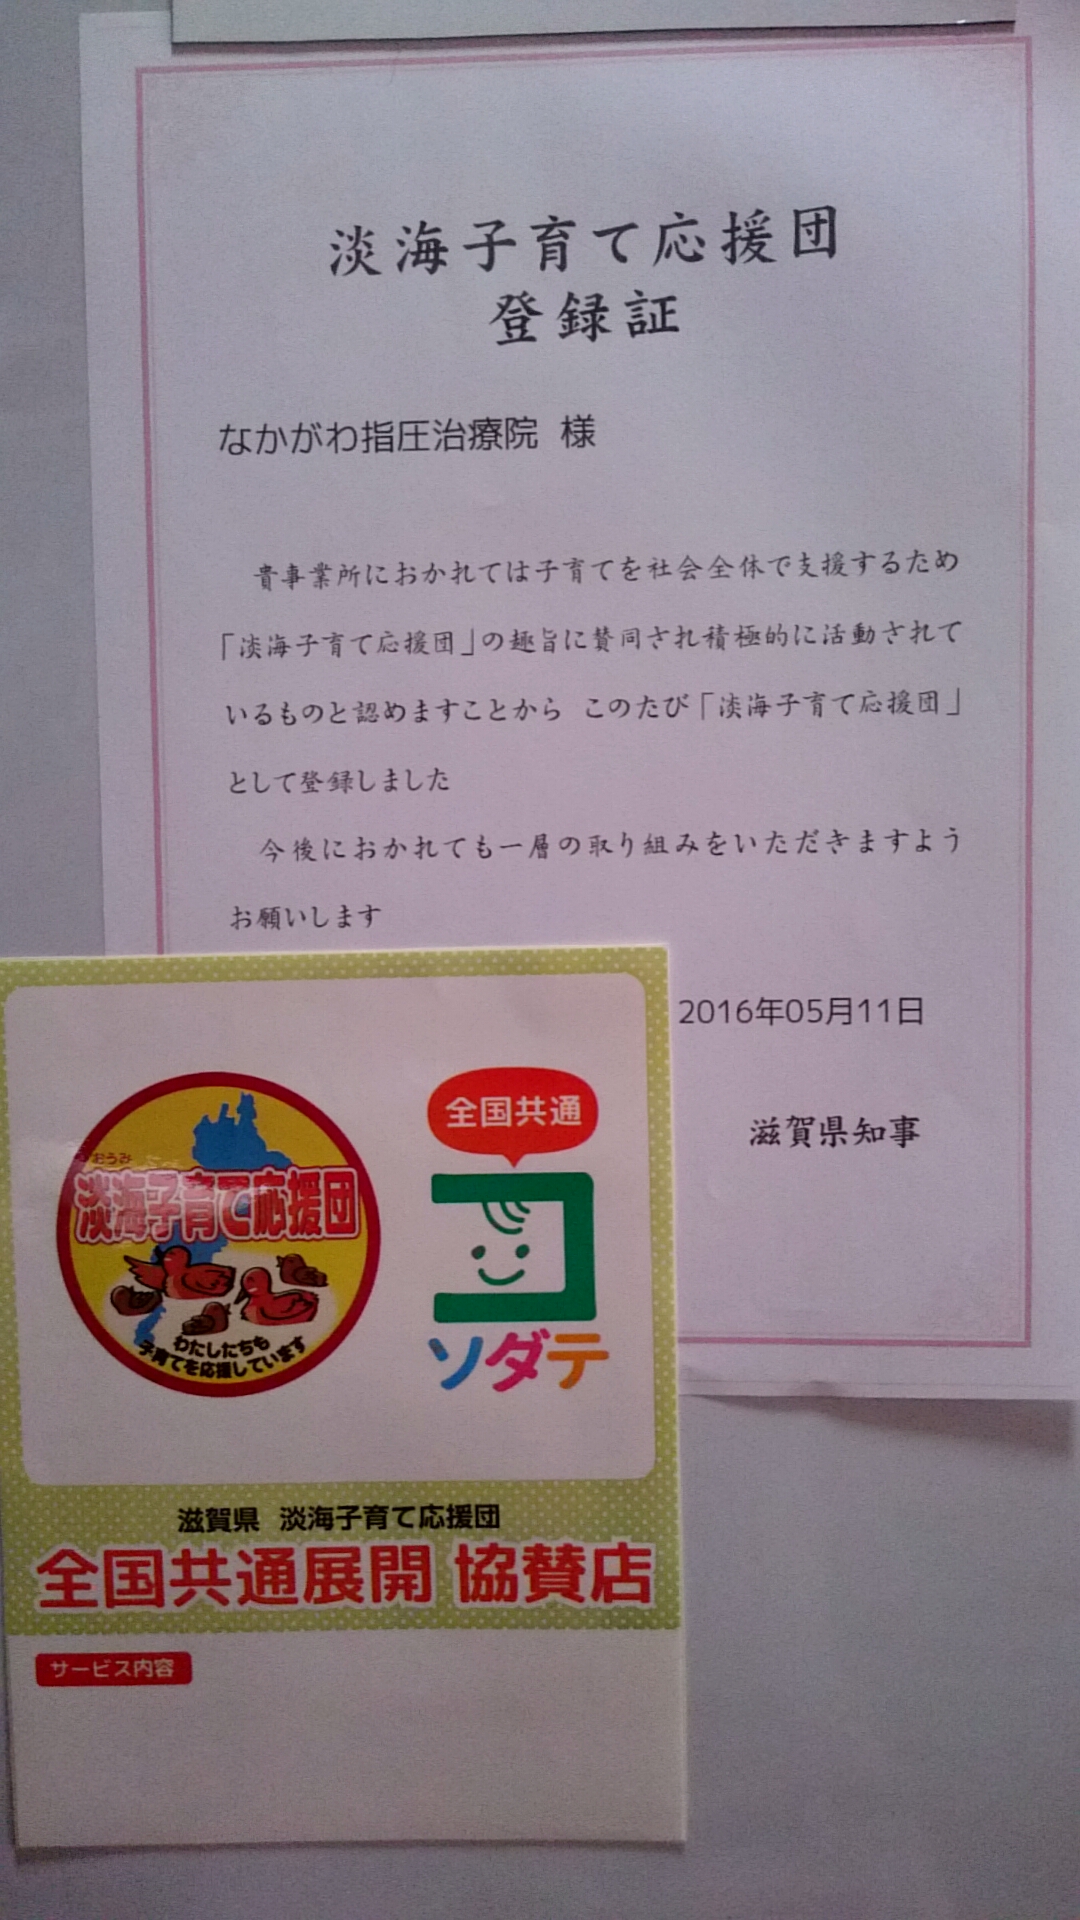 淡海子育て応援団
登録証
なかがわ指圧治療院 様
貴事業所におかれては子育てを社会全体で支援するため
「淡海子育て応援団」の趣旨に賛同され積極的に活動されて
いるものと認めますことから このたび「淡海子育て応援団」
として登録しました
今後におかれても一層の取り組みをいただきますよう
お願いします
2016年05月11日
滋賀県知事
おうみ
淡海子育て応援団
わたしたちも
子育てを応援しています
全国共通
コ
ソダテ
滋賀県 淡海子育て応援団
全国共通展開 協賛店
サービス内容